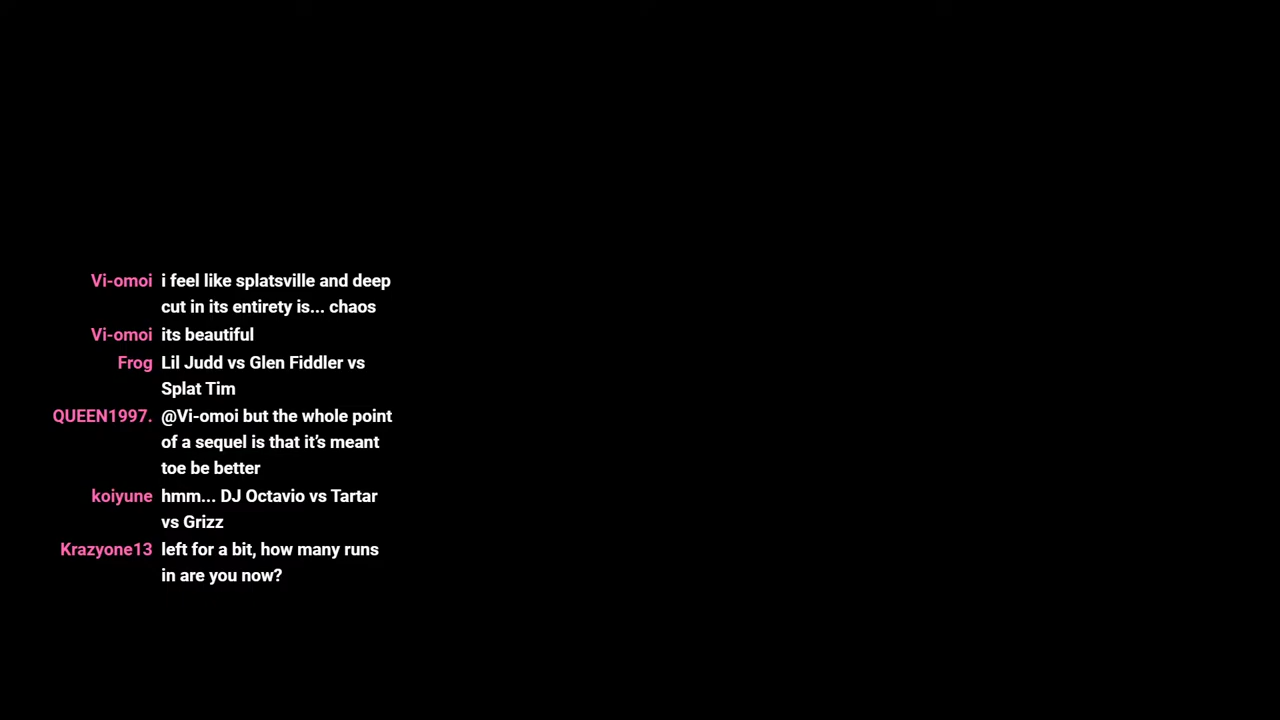 Vi-omoi i feel like splatsville and deep
cut in its entirety is... chaos
Vi-omoi its beautiful
Frog Lil Judd vs Glen Fiddler vs
Splat Tim
QUEEN1997. @Vi-omoi but the whole point
of a sequel is that it’s meant
toe be better
koiyune hmm... DJ Octavio vs Tartar
vs Grizz
Krazyone13 left for a bit, how many runs
in are you now?